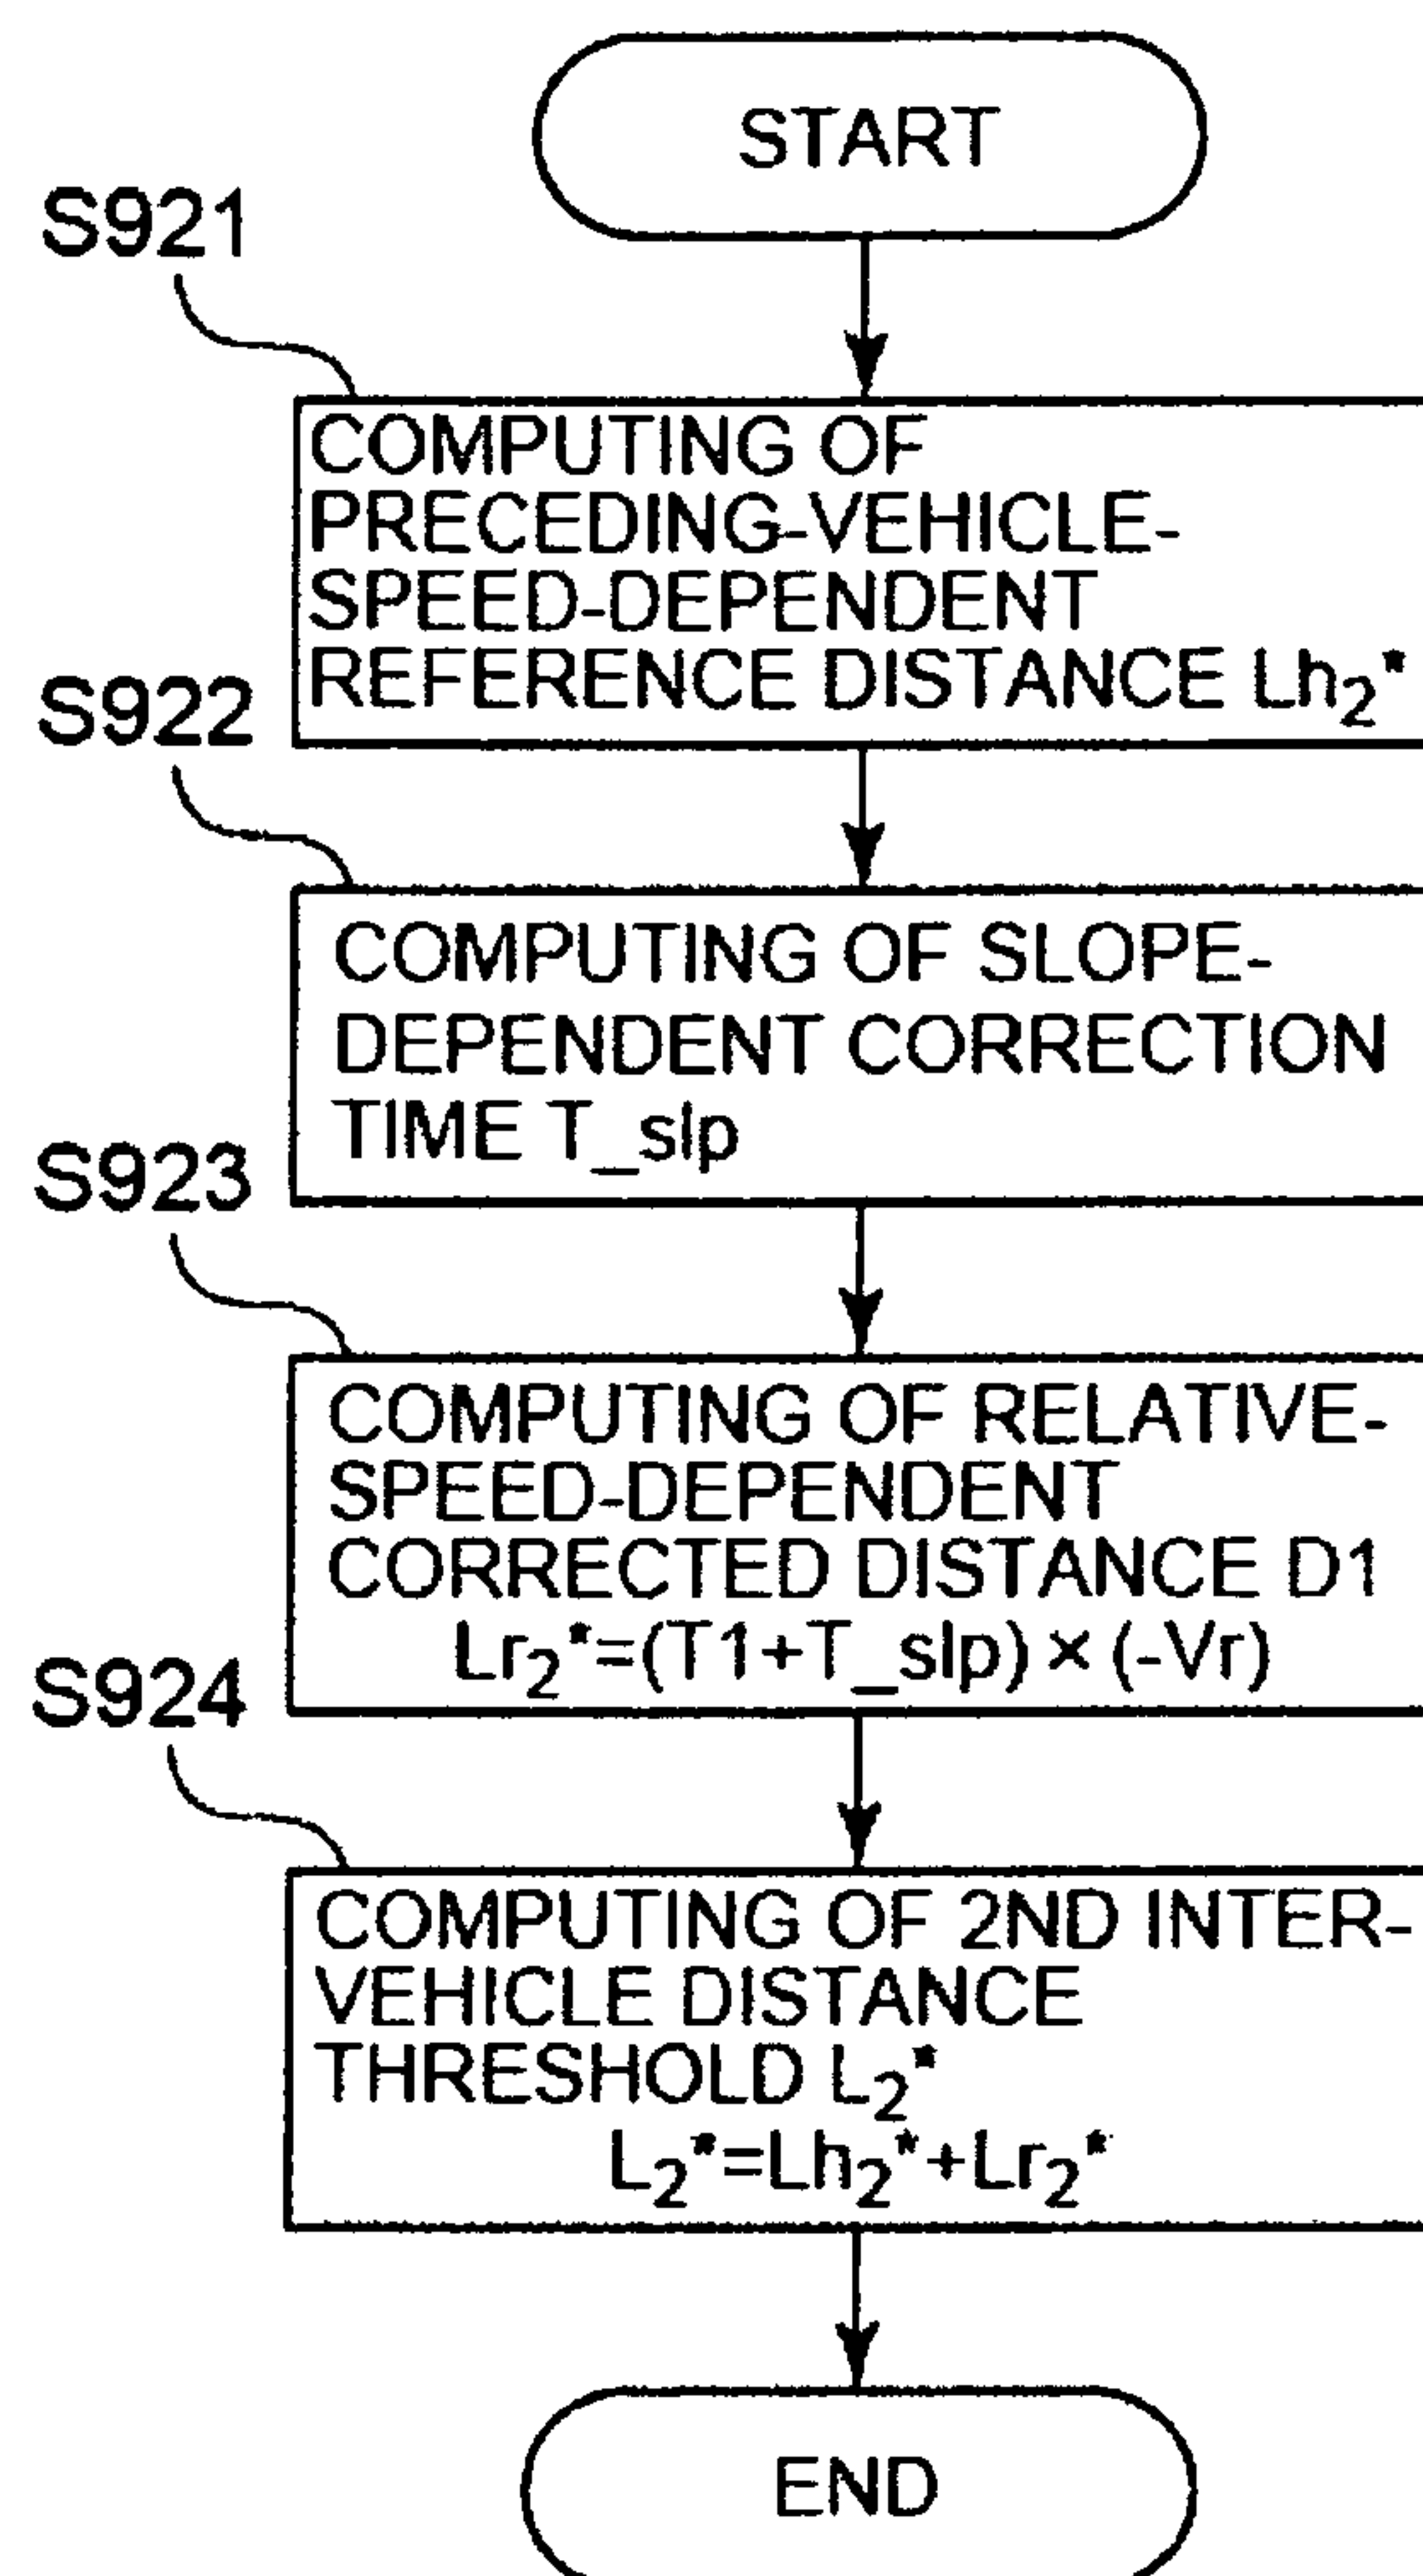 START
S921
COMPUTING OF
PRECEDING-VEHICLE-
SPEED-DEPENDENT
REFERENCE DISTANCE Lh₂*
S922
COMPUTING OF SLOPE-
DEPENDENT CORRECTION
TIME T_slp
S923
COMPUTING OF RELATIVE-
SPEED-DEPENDENT
CORRECTED DISTANCE D1
Lr₂*=(T1+T_slp)×(-Vr)
S924
COMPUTING OF 2ND INTER-
VEHICLE DISTANCE
THRESHOLD L₂*
L₂*=Lh₂*+Lr₂*
END